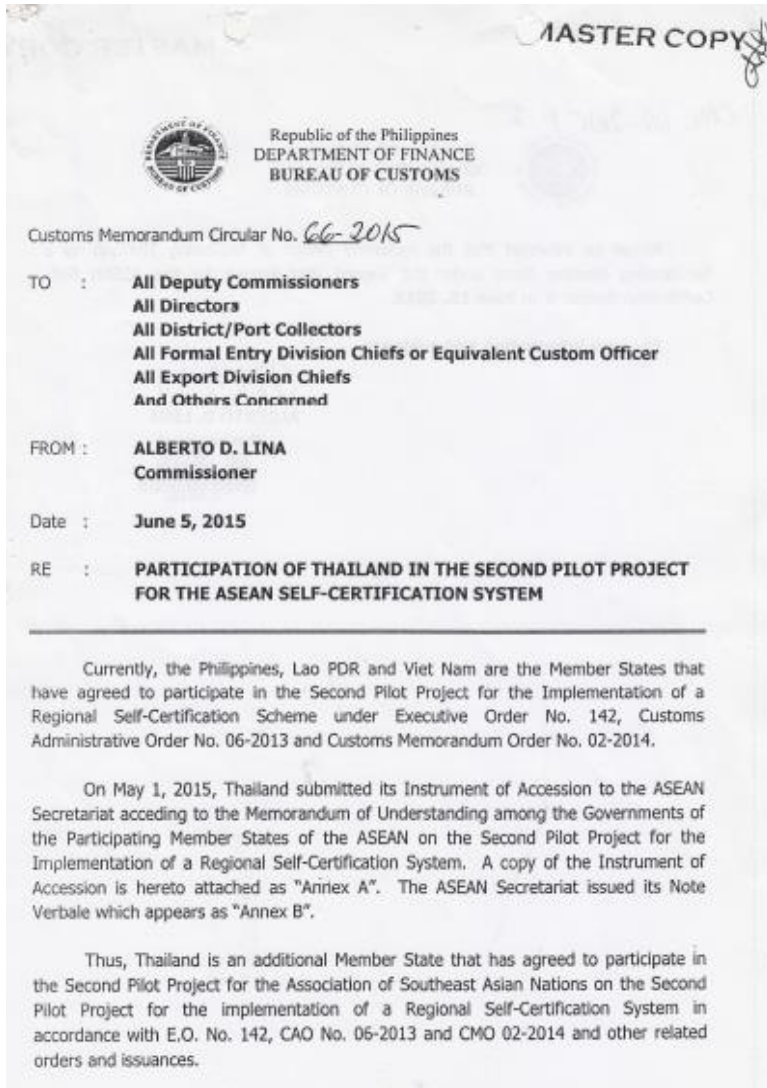 MASTER COPY
Republic of the Philippines
DEPARTMENT OF FINANCE
BUREAU OF CUSTOMS
DEPARTMENT OF FINANCE
BUREAU OF CUSTOMS
Customs Memorandum Circular No. 66-2015
TO : All Deputy Commissioners
All Directors
All District/Port Collectors
All Formal Entry Division Chiefs or Equivalent Custom Officer
All Export Division Chiefs
And Others Concerned
FROM : ALBERTO D. LINA
Commissioner
Date : June 5, 2015
RE : PARTICIPATION OF THAILAND IN THE SECOND PILOT PROJECT
FOR THE ASEAN SELF-CERTIFICATION SYSTEM
Currently, the Philippines, Lao PDR and Viet Nam are the Member States that
have agreed to participate in the Second Pilot Project for the Implementation of a
Regional Self-Certification Scheme under Executive Order No. 142, Customs
Administrative Order No. 06-2013 and Customs Memorandum Order No. 02-2014.
On May 1, 2015, Thailand submitted its Instrument of Accession to the ASEAN
Secretariat acceding to the Memorandum of Understanding among the Governments of
the Participating Member States of the ASEAN on the Second Pilot Project for the
Implementation of a Regional Self-Certification System. A copy of the Instrument of
Accession is hereto attached as "Annex A". The ASEAN Secretariat issued its Note
Verbale which appears as "Annex B".
Thus, Thailand is an additional Member State that has agreed to participate in
the Second Pilot Project for the Association of Southeast Asian Nations on the Second
Pilot Project for the implementation of a Regional Self-Certification System in
accordance with E.O. No. 142, CAO No. 06-2013 and CMO 02-2014 and other related
orders and issuances.